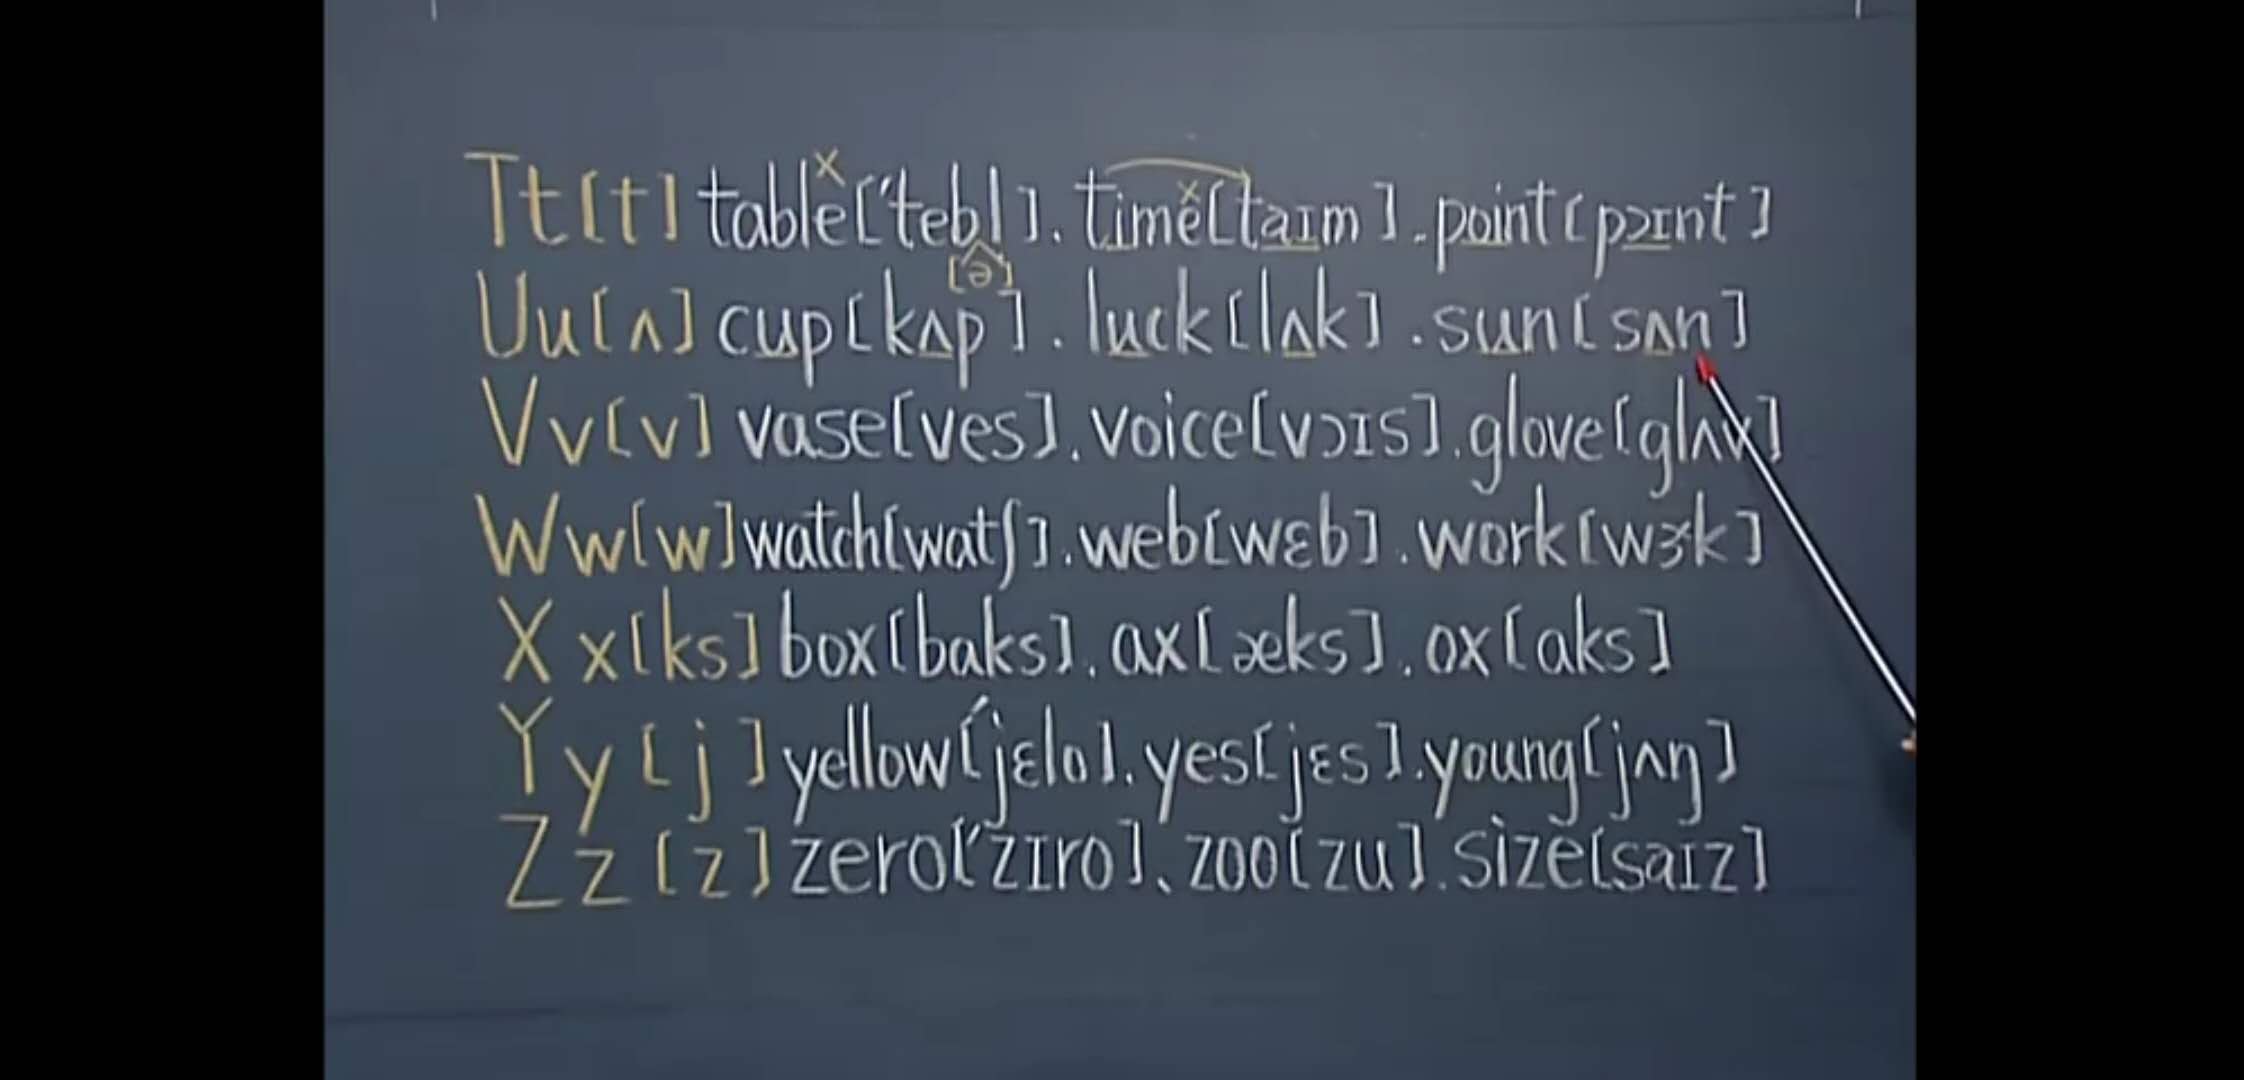 Tt[t] table['tebl]. time[taɪm]. point[pɔɪnt]
[ə]
Uu[ʌ] cup[kʌp]. luck[lʌk]. sun[sʌn]
Vv[v] vase[ves]. voice[vɔɪs]. glove[glʌv]
Ww[w] watch[watʃ]. web[wɛb]. work[wɝk]
Xx[ks] box[baks]. ax[æks]. ox[aks]
Yy[j] yellow['jɛlo]. yes[jɛs]. young[jʌŋ]
Zz[z] zero['zɪro]. zoo[zu]. size[saɪz]